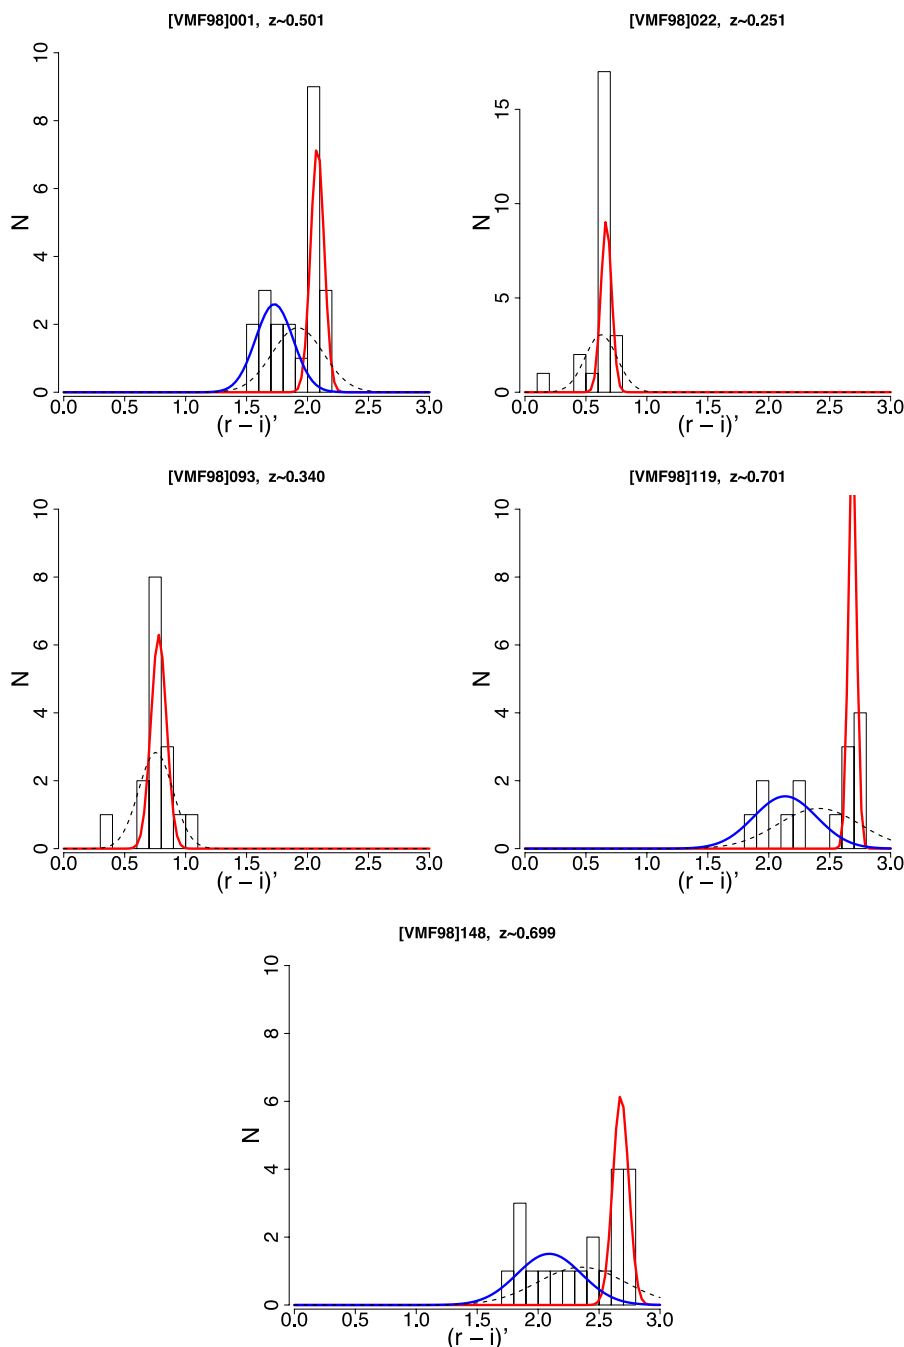 [VMF98]001, z~0.501
10
8
6
4
2
0
N
0.0 0.5 1.0 1.5 2.0 2.5 3.0
(r − i)'
[VMF98]022, z~0.251
15
10
5
0
N
0.0 0.5 1.0 1.5 2.0 2.5 3.0
(r − i)'
[VMF98]093, z~0.340
10
8
6
4
2
0
N
0.0 0.5 1.0 1.5 2.0 2.5 3.0
(r − i)'
[VMF98]119, z~0.701
10
8
6
4
2
0
N
0.0 0.5 1.0 1.5 2.0 2.5 3.0
(r − i)'
[VMF98]148, z~0.699
10
8
6
4
2
0
N
0.0 0.5 1.0 1.5 2.0 2.5 3.0
(r − i)'